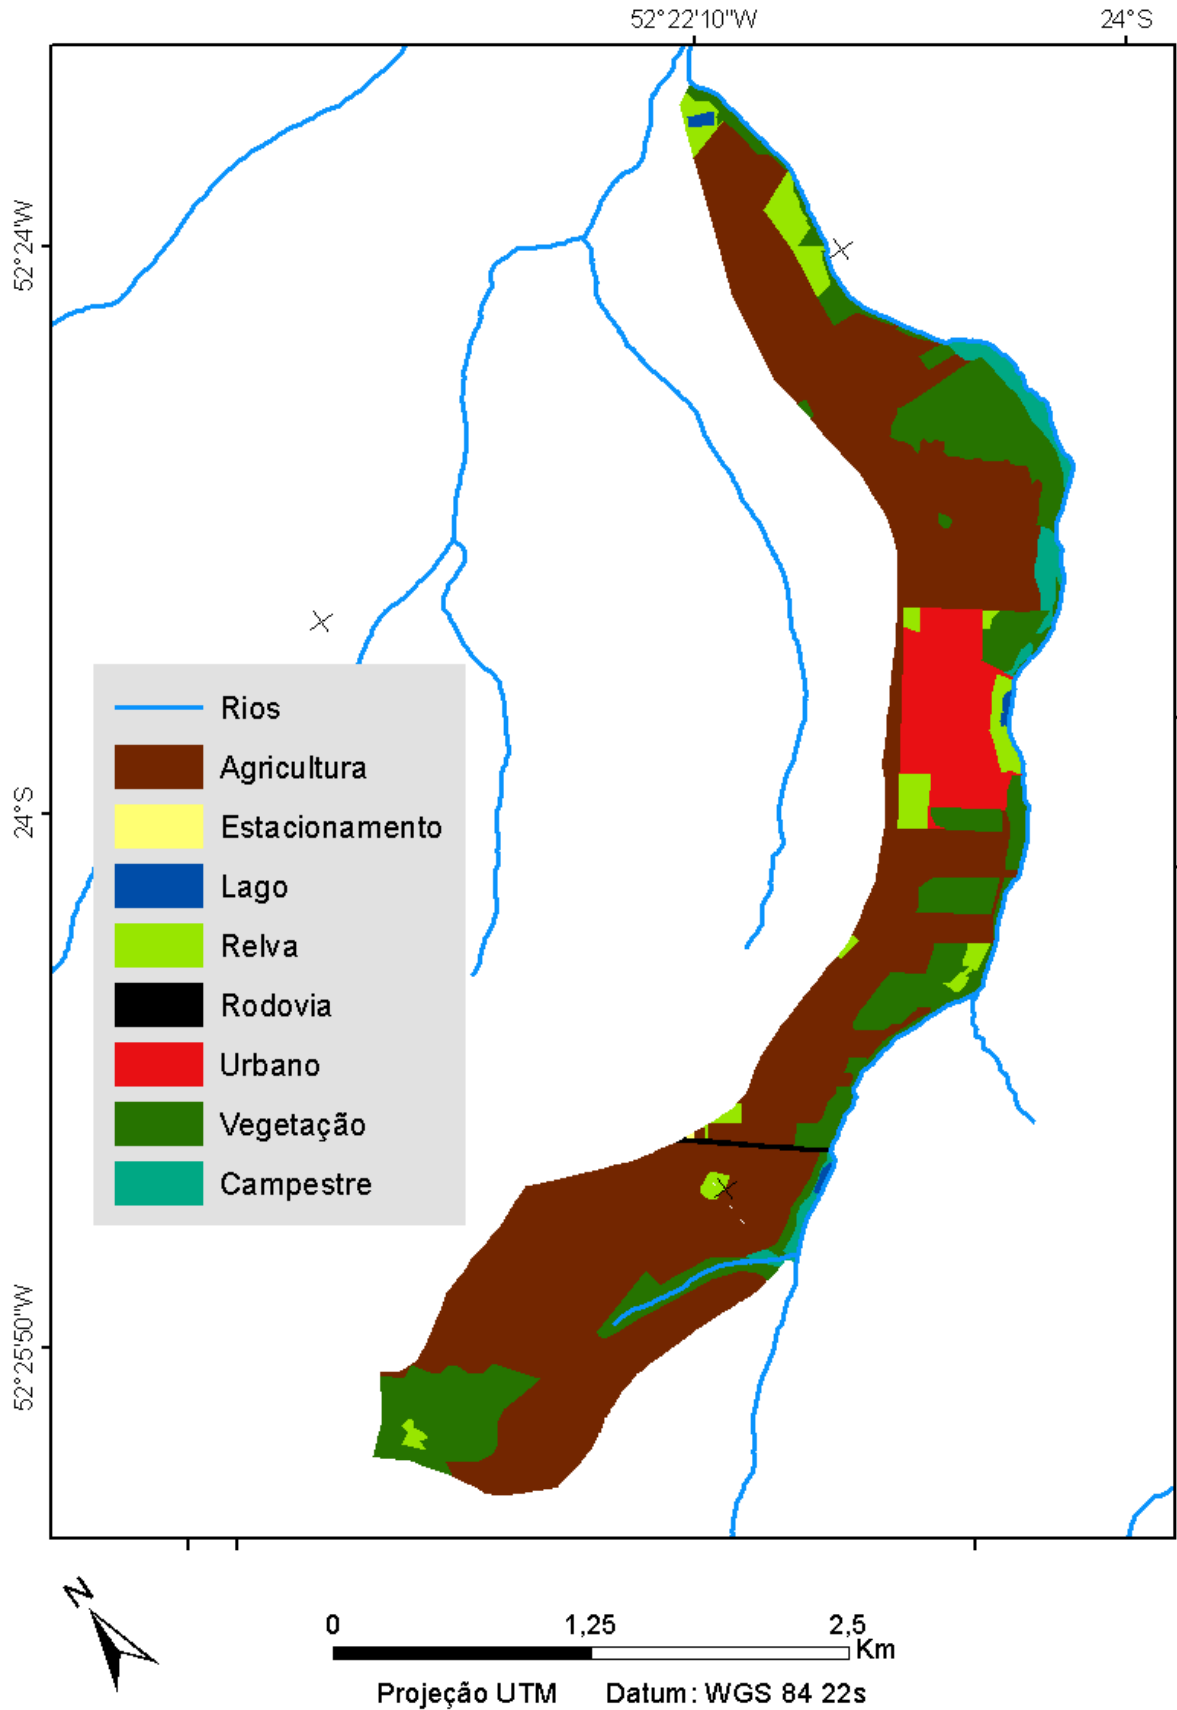 52°22'10"W
24°S
52°24'W
24°S
52°25'50"W
Rios
Agricultura
Estacionamento
Lago
Relva
Rodovia
Urbano
Vegetação
Campestre
N
0 1,25 2,5
Km
Projeção UTM Datum: WGS 84 22s